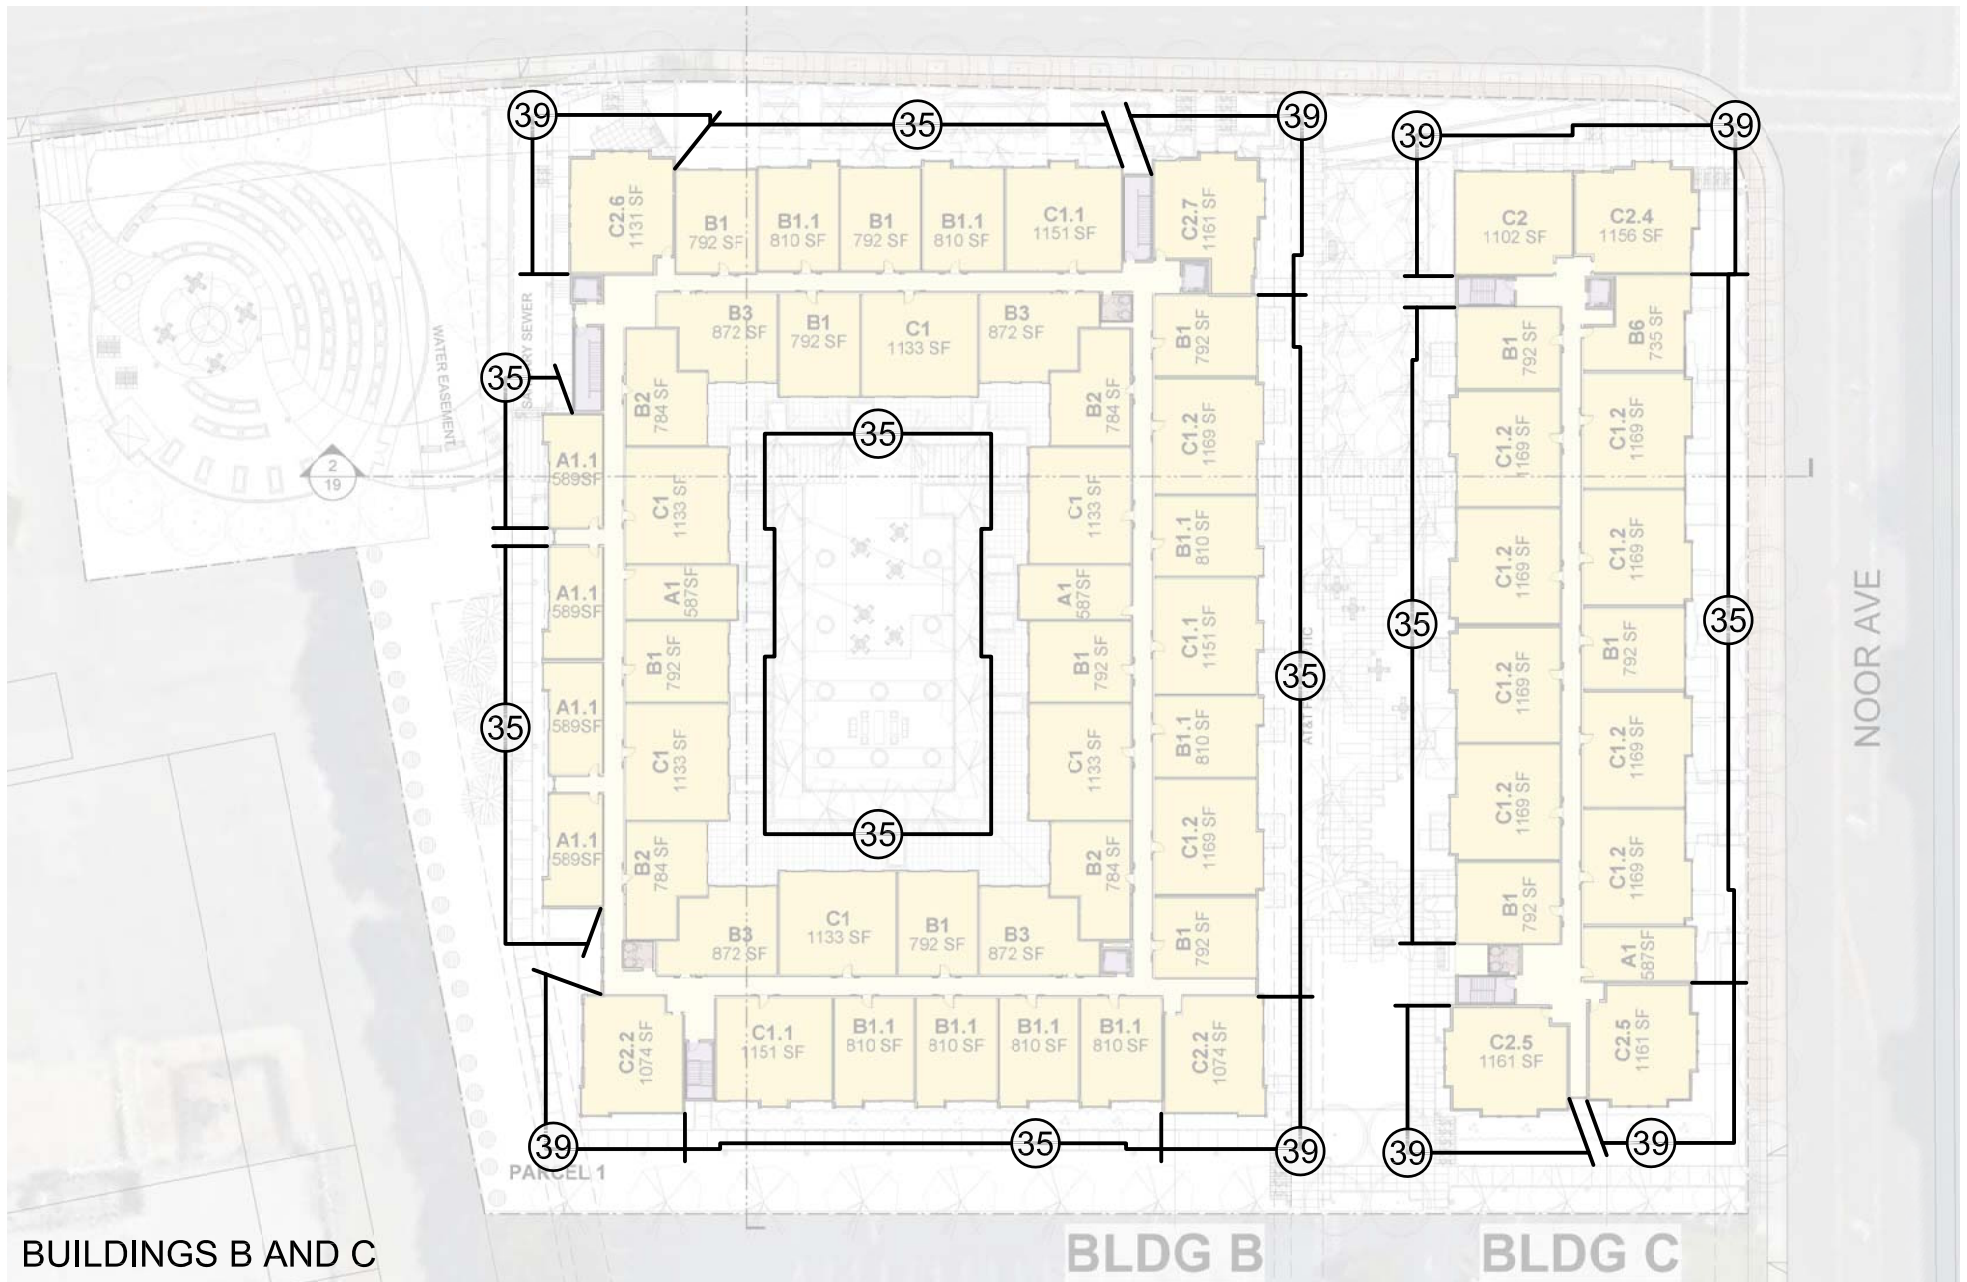 39
35
39
39
39
C2.6
1131 SF
B1
792 SF
B1.1
810 SF
B1
792 SF
B1.1
810 SF
C1.1
1151 SF
C2.7
1161 SF
C2
1102 SF
C2.4
1156 SF
B3
872 SF
B1
792 SF
C1
1133 SF
B3
872 SF
B1
792 SF
B1
792 SF
B6
735 SF
WATER EASEMENT
35
B2
784 SF
B2
784 SF
C1.2
1169 SF
C1.2
1169 SF
C1.2
1169 SF
35
2
19
A1.1
589SF
C1
1133 SF
C1
1133 SF
B1.1
810 SF
C1.2
1169 SF
C1.2
1169 SF
A1.1
589SF
A1
587SF
A1
587SF
C1.1
1151 SF
35
35
B1
792 SF
B1
792 SF
C1.2
1169 SF
B1
792 SF
35
NOOR AVE
A1.1
589SF
35
C1
1133 SF
C1
1133 SF
B1.1
810 SF
C1.2
1169 SF
C1.2
1169 SF
35
A1.1
589SF
B2
784 SF
B2
784 SF
C1.2
1169 SF
C1.2
1169 SF
B3
872 SF
C1
1133 SF
B1
792 SF
B3
872 SF
B1
792 SF
B1
792 SF
A1
587SF
C2.2
1074 SF
C1.1
1151 SF
B1.1
810 SF
B1.1
810 SF
B1.1
810 SF
B1.1
810 SF
C2.2
1074 SF
C2.5
1161 SF
C2.5
1161 SF
39
35
39
39
39
PARCEL 1
BUILDINGS B AND C
BLDG B
BLDG C